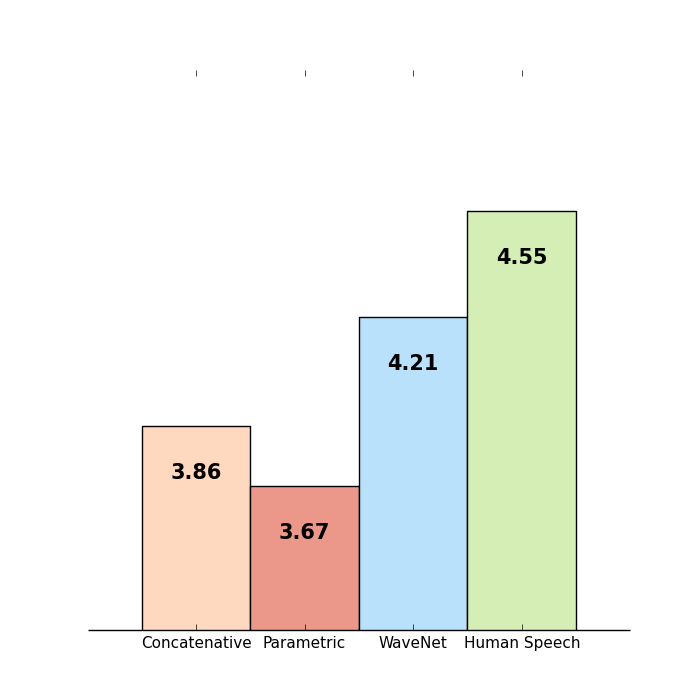 4.55
4.21
3.86
3.67
Concatenative Parametric WaveNet Human Speech